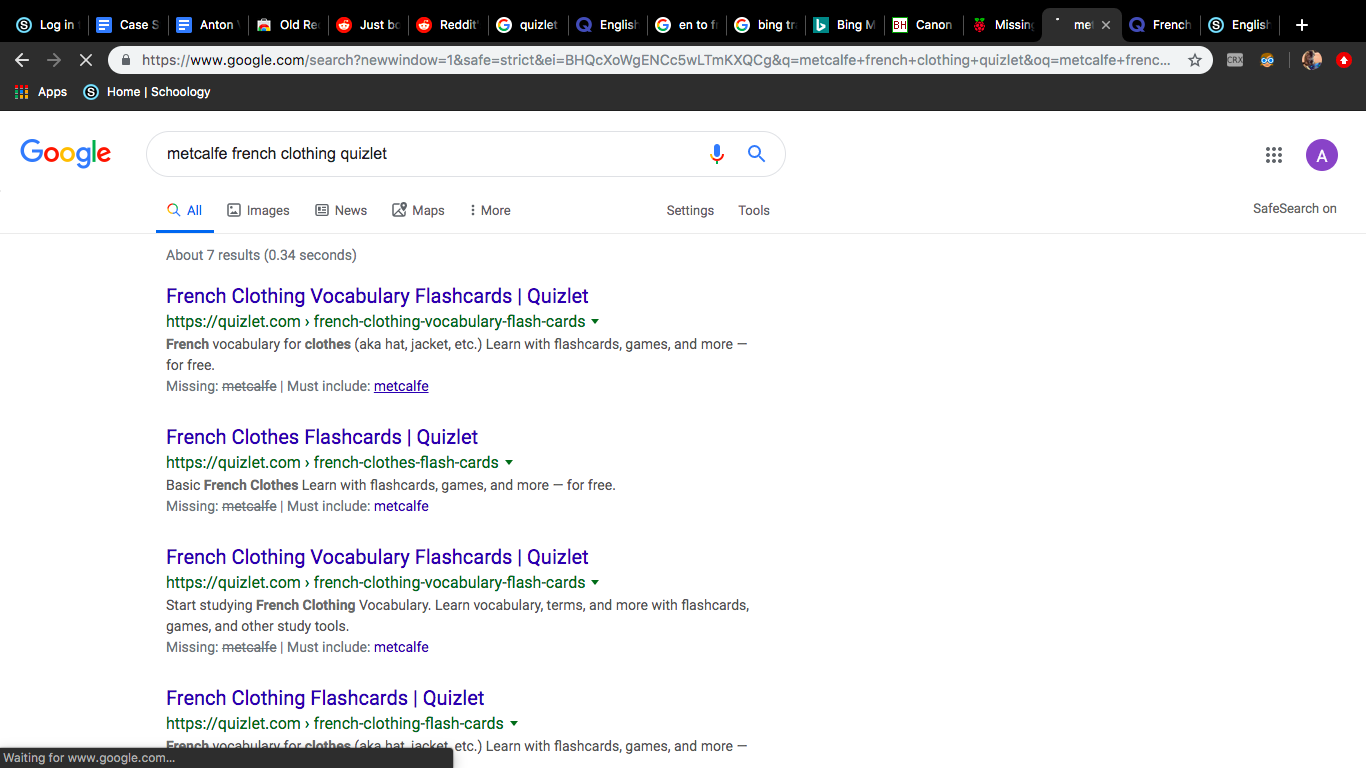 Log in
Case S
Anton
Old Re
Just bo
Reddit'
quizlet
English
en to f
bing tra
Bing M
BH Canon
Missing
met
French
English
https://www.google.com/search?newwindow=1&safe=strict&ei=BHQcXoWgENCc5wLTmKXQCg&q=metcalfe+french+clothing+quizlet&oq=metcalfe+frenc...
CRX
Apps
Home | Schoology
Google
metcalfe french clothing quizlet
A
All
Images
News
Maps
More
Settings
Tools
SafeSearch on
About 7 results (0.34 seconds)
French Clothing Vocabulary Flashcards | Quizlet
https://quizlet.com › french-clothing-vocabulary-flash-cards
French vocabulary for clothes (aka hat, jacket, etc.) Learn with flashcards, games, and more —
for free.
Missing: metcalfe | Must include: metcalfe
French Clothes Flashcards | Quizlet
https://quizlet.com › french-clothes-flash-cards
Basic French Clothes Learn with flashcards, games, and more — for free.
Missing: metcalfe | Must include: metcalfe
French Clothing Vocabulary Flashcards | Quizlet
https://quizlet.com › french-clothing-vocabulary-flash-cards
Start studying French Clothing Vocabulary. Learn vocabulary, terms, and more with flashcards,
games, and other study tools.
Missing: metcalfe | Must include: metcalfe
French Clothing Flashcards | Quizlet
https://quizlet.com › french-clothing-flash-cards
French vocabulary for clothes (aka hat, jacket, etc.) Learn with flashcards, games, and more —
Waiting for www.google.com...